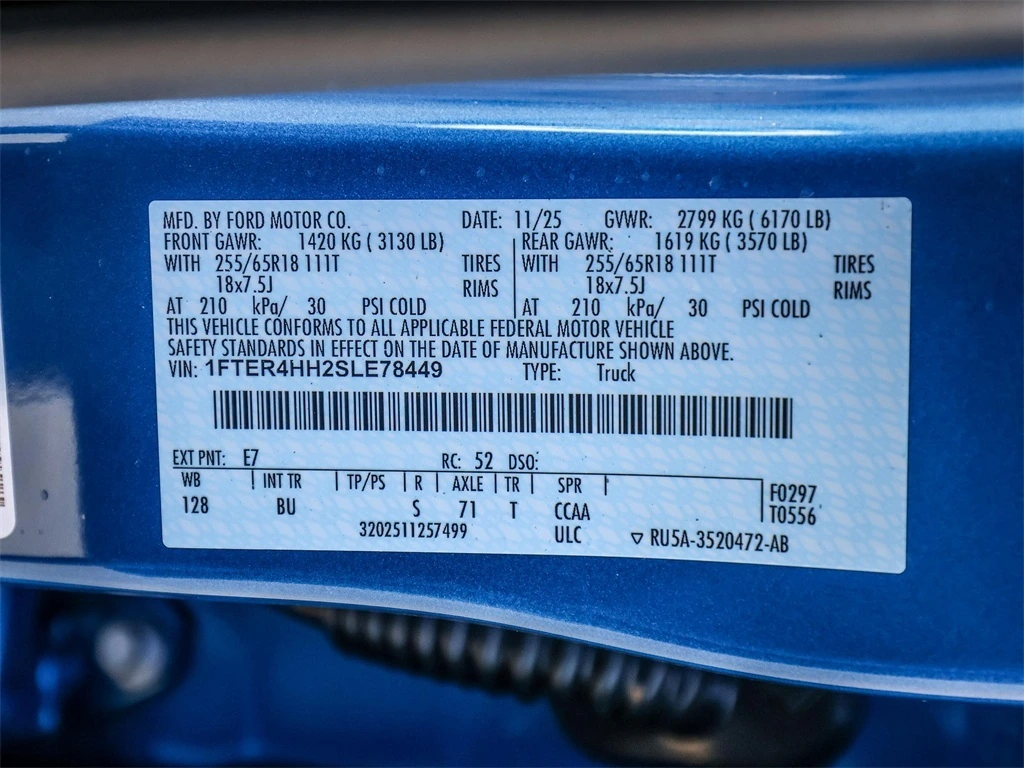 MFD. BY FORD MOTOR CO. DATE: 11/25 GVWR: 2799 KG ( 6170 LB)
FRONT GAWR: 1420 KG ( 3130 LB) REAR GAWR: 1619 KG ( 3570 LB)
WITH 255/65R18 111T TIRES WITH 255/65R18 111T TIRES
18x7.5J RIMS 18x7.5J RIMS
AT 210 kPa/ 30 PSI COLD AT 210 kPa/ 30 PSI COLD
THIS VEHICLE CONFORMS TO ALL APPLICABLE FEDERAL MOTOR VEHICLE
SAFETY STANDARDS IN EFFECT ON THE DATE OF MANUFACTURE SHOWN ABOVE.
VIN: 1FTER4HH2SLE78449 TYPE: Truck
EXT PNT: E7 RC: 52 DSO:
WB INT TR TP/PS R AXLE TR SPR F0297
128 BU S 71 T CCAA T0556
3202511257499 ULC ▽ RU5A-3520472-AB